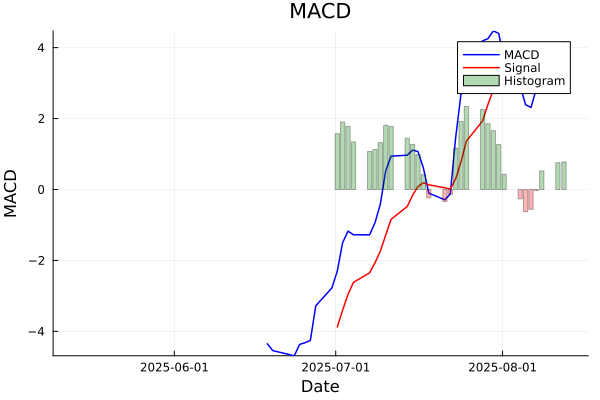 MACD
MACD
Signal
Histogram
4
2
0
−2
−4
MACD
2025-06-01
2025-07-01
2025-08-01
Date